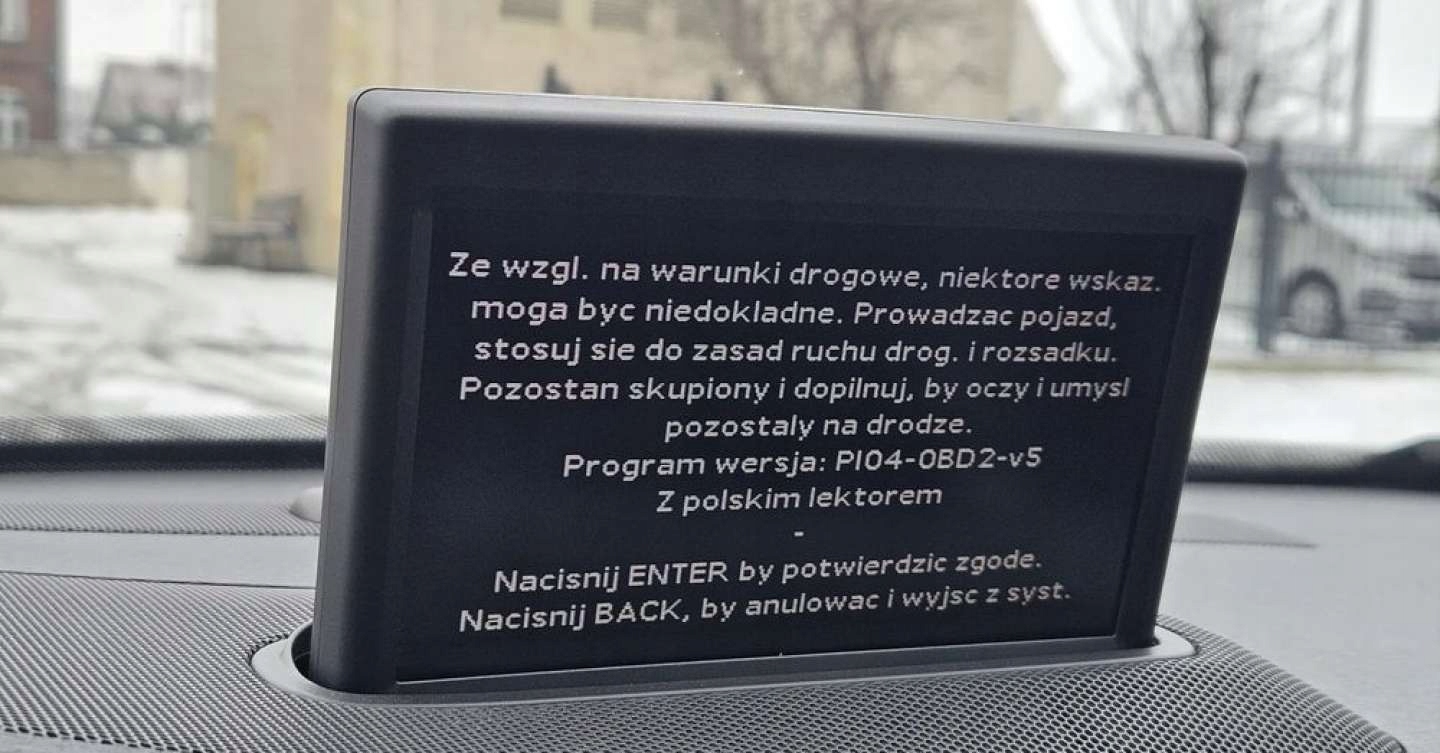 Ze wzgl. na warunki drogowe, niektore wskaz.
moga byc niedokladne. Prowadzac pojazd,
stosuj sie do zasad ruchu drog. i rozsadku.
Pozostan skupiony i dopilnuj, by oczy i umysl
pozostaly na drodze.
Program wersja: PI04-OBD2-v5
Z polskim lektorem
-
Nacisnij ENTER by potwierdzic zgode.
Nacisnij BACK, by anulowac i wyjsc z syst.